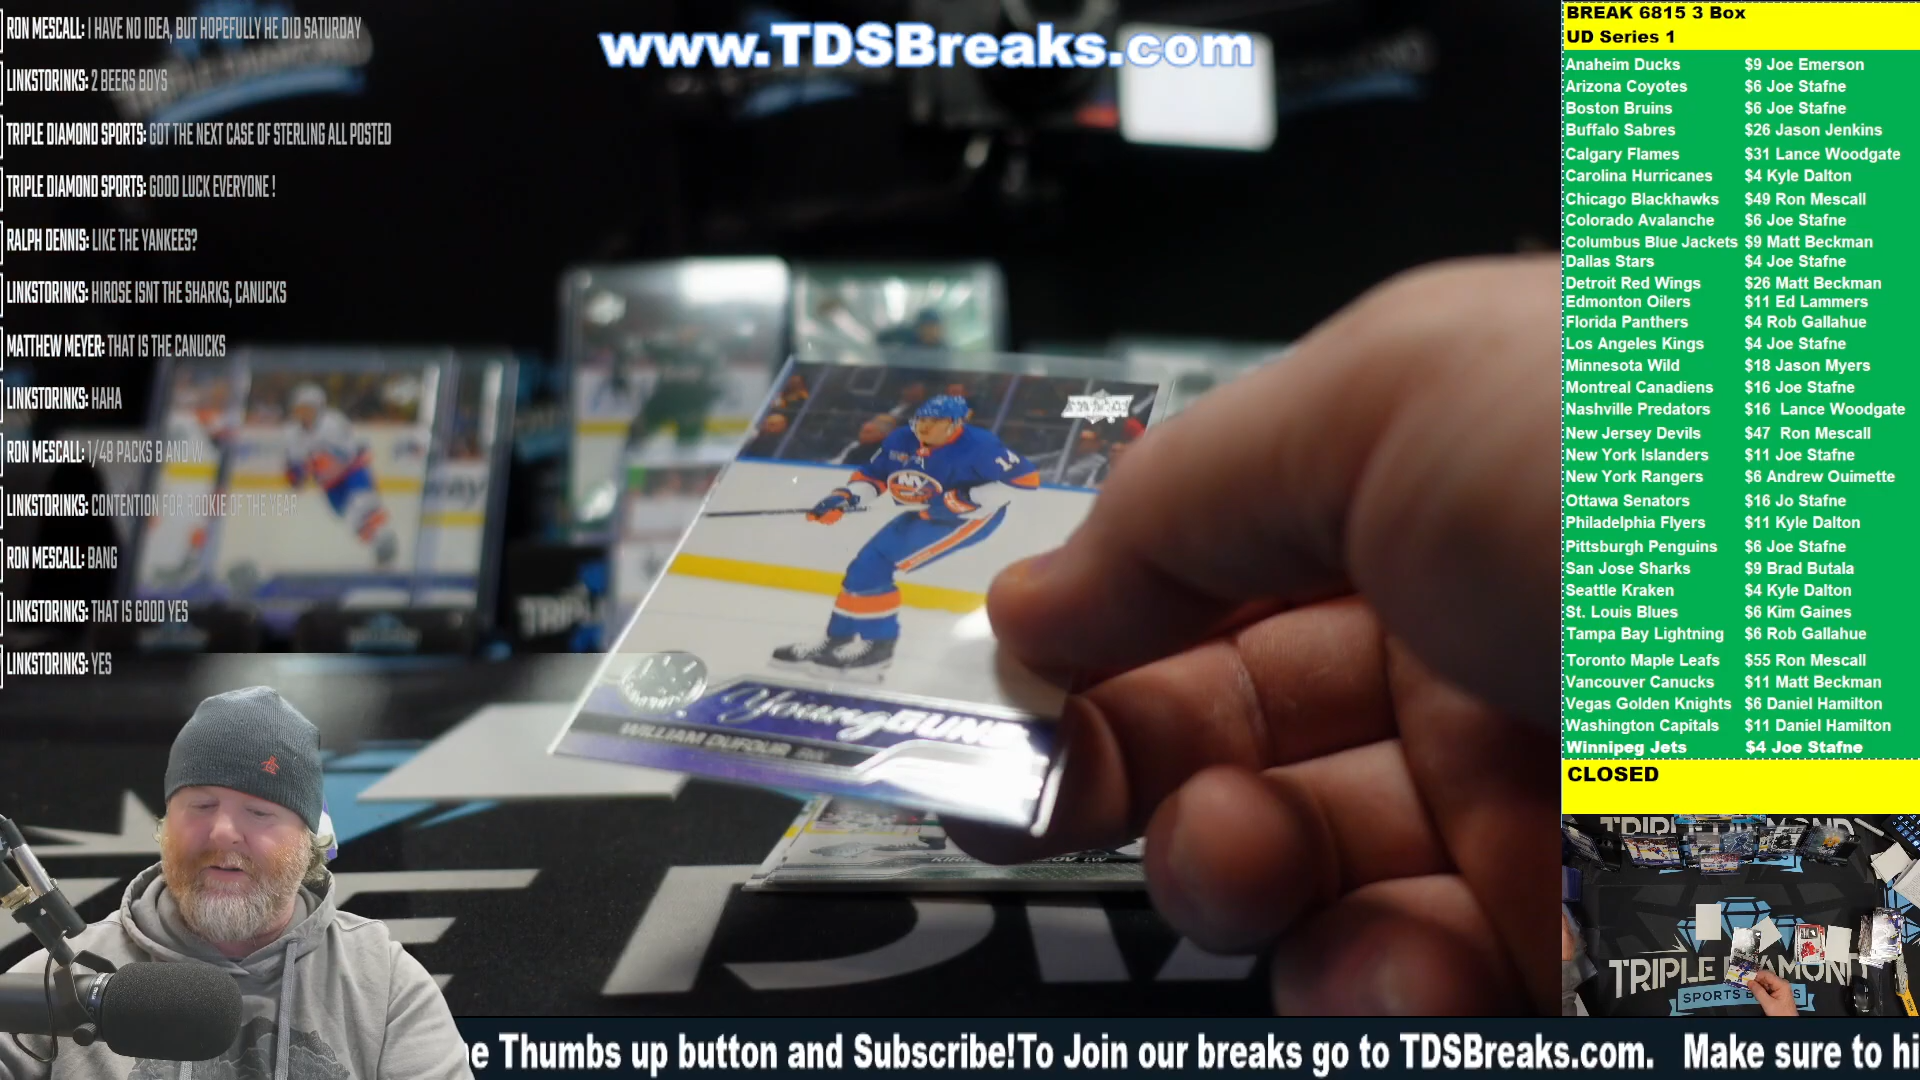 www.TDSBreaks.com
RON MESCALL: I HAVE NO IDEA, BUT HOPEFULLY HE DID SATURDAY
LINKSTORINKS: 2 BEERS BOYS
TRIPLE DIAMOND SPORTS: GOT THE NEXT CASE OF STERLING ALL POSTED
TRIPLE DIAMOND SPORTS: GOOD LUCK EVERYONE !
RALPH DENNIS: LIKE THE YANKEES?
LINKSTORINKS: HIROSE ISNT THE SHARKS, CANUCKS
MATTHEW MEYER: THAT IS THE CANUCKS
LINKSTORINKS: HAHA
RON MESCALL: 1/48 PACKS B AND W
LINKSTORINKS: CONTENTION FOR ROOKIE OF THE YEAR
RON MESCALL: BANG
LINKSTORINKS: THAT IS GOOD YES
LINKSTORINKS: YES
NY
14
Young GUNS
WILLIAM DUFOUR RW
BREAK 6815 3 Box
UD Series 1
Anaheim Ducks $9 Joe Emerson
Arizona Coyotes $6 Joe Stafne
Boston Bruins $6 Joe Stafne
Buffalo Sabres $26 Jason Jenkins
Calgary Flames $31 Lance Woodgate
Carolina Hurricanes $4 Kyle Dalton
Chicago Blackhawks $49 Ron Mescall
Colorado Avalanche $6 Joe Stafne
Columbus Blue Jackets $9 Matt Beckman
Dallas Stars $4 Joe Stafne
Detroit Red Wings $26 Matt Beckman
Edmonton Oilers $11 Ed Lammers
Florida Panthers $4 Rob Gallahue
Los Angeles Kings $4 Joe Stafne
Minnesota Wild $18 Jason Myers
Montreal Canadiens $16 Joe Stafne
Nashville Predators $16 Lance Woodgate
New Jersey Devils $47 Ron Mescall
New York Islanders $11 Joe Stafne
New York Rangers $6 Andrew Ouimette
Ottawa Senators $16 Jo Stafne
Philadelphia Flyers $11 Kyle Dalton
Pittsburgh Penguins $6 Joe Stafne
San Jose Sharks $9 Brad Butala
Seattle Kraken $4 Kyle Dalton
St. Louis Blues $6 Kim Gaines
Tampa Bay Lightning $6 Rob Gallahue
Toronto Maple Leafs $55 Ron Mescall
Vancouver Canucks $11 Matt Beckman
Vegas Golden Knights $6 Daniel Hamilton
Washington Capitals $11 Daniel Hamilton
Winnipeg Jets $4 Joe Stafne
CLOSED
TRIPLE DIAMOND
SPORTS
e Thumbs up button and Subscribe!To Join our breaks go to TDSBreaks.com. Make sure to hi